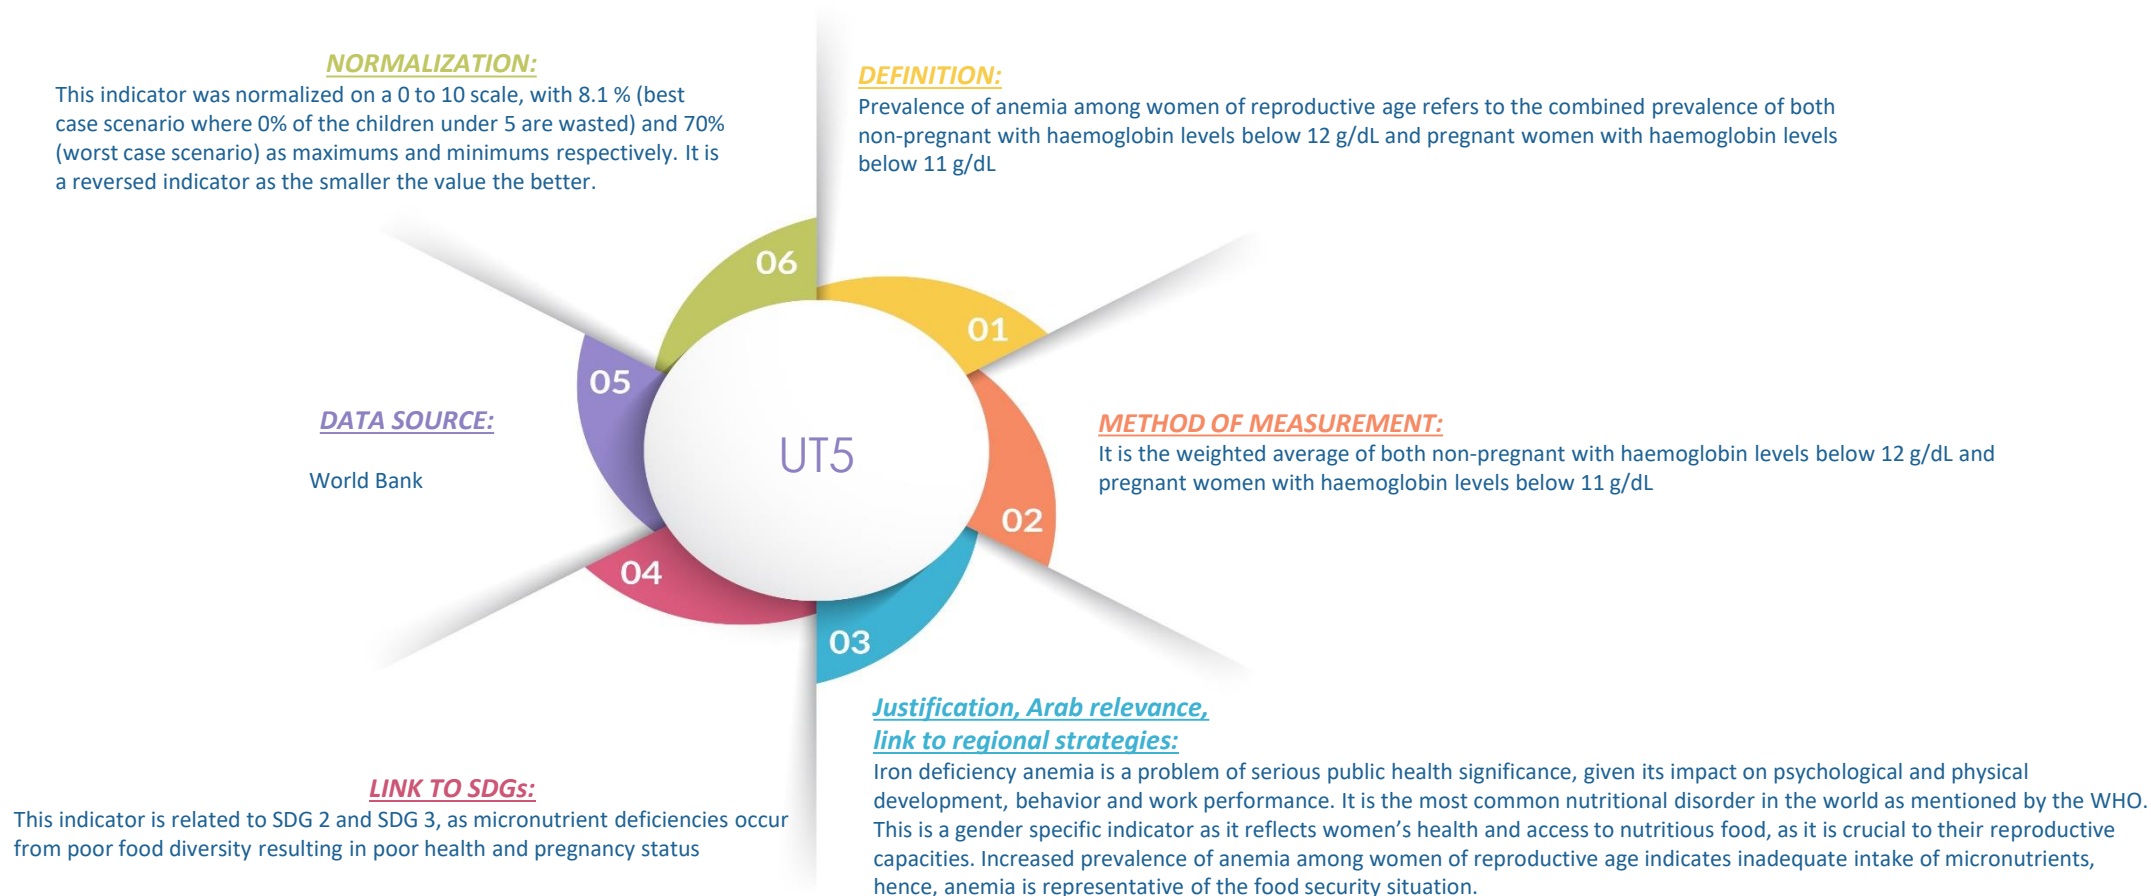 NORMALIZATION:
This indicator was normalized on a 0 to 10 scale, with 8.1 % (best
case scenario where 0% of the children under 5 are wasted) and 70%
(worst case scenario) as maximums and minimums respectively. It is
a reversed indicator as the smaller the value the better.
DEFINITION:
Prevalence of anemia among women of reproductive age refers to the combined prevalence of both
non-pregnant with haemoglobin levels below 12 g/dL and pregnant women with haemoglobin levels
below 11 g/dL
06
01
05
DATA SOURCE:
World Bank
UT5
METHOD OF MEASUREMENT:
It is the weighted average of both non-pregnant with haemoglobin levels below 12 g/dL and
pregnant women with haemoglobin levels below 11 g/dL
02
04
03
Justification, Arab relevance,
link to regional strategies:
Iron deficiency anemia is a problem of serious public health significance, given its impact on psychological and physical
development, behavior and work performance. It is the most common nutritional disorder in the world as mentioned by the WHO.
This is a gender specific indicator as it reflects women’s health and access to nutritious food, as it is crucial to their reproductive
capacities. Increased prevalence of anemia among women of reproductive age indicates inadequate intake of micronutrients,
hence, anemia is representative of the food security situation.
LINK TO SDGs:
This indicator is related to SDG 2 and SDG 3, as micronutrient deficiencies occur
from poor food diversity resulting in poor health and pregnancy status